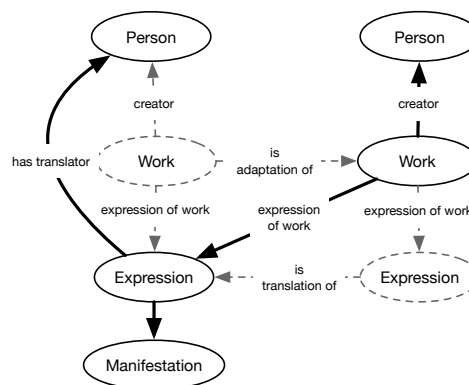 Person
Person
creator
creator
has translator
Work
is
adaptation of
Work
expression of work
expression
of work
expression of work
Expression
is
translation of
Expression
Manifestation